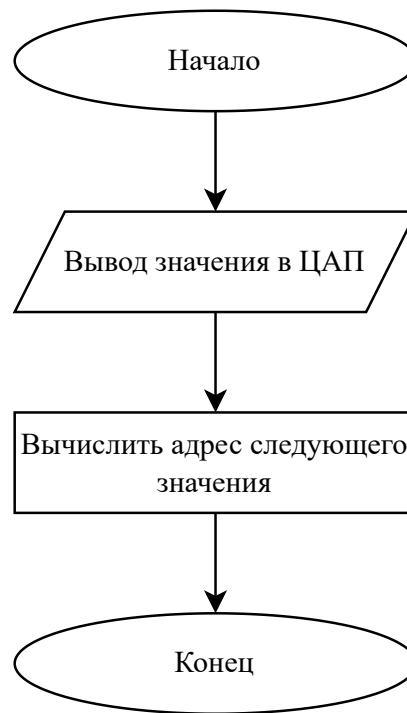 Начало
Вывод значения в ЦАП
Вычислить адрес следующего
значения
Конец